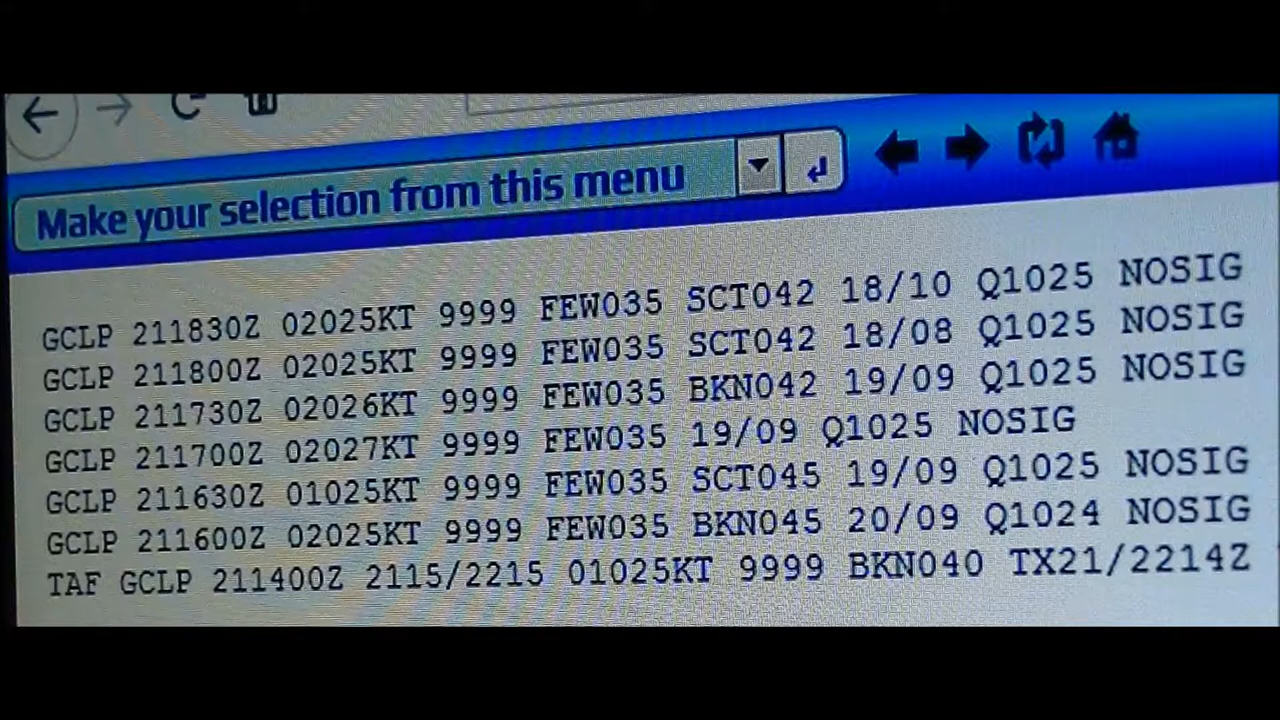 Make your selection from this menu
GCLP 211830Z 02025KT 9999 FEW035 SCT042 18/10 Q1025 NOSIG
GCLP 211800Z 02025KT 9999 FEW035 SCT042 18/08 Q1025 NOSIG
GCLP 211730Z 02026KT 9999 FEW035 BKN042 19/09 Q1025 NOSIG
GCLP 211700Z 02027KT 9999 FEW035 19/09 Q1025 NOSIG
GCLP 211630Z 01025KT 9999 FEW035 SCT045 19/09 Q1025 NOSIG
GCLP 211600Z 02025KT 9999 FEW035 BKN045 20/09 Q1024 NOSIG
TAF GCLP 211400Z 2115/2215 01025KT 9999 BKN040 TX21/2214Z